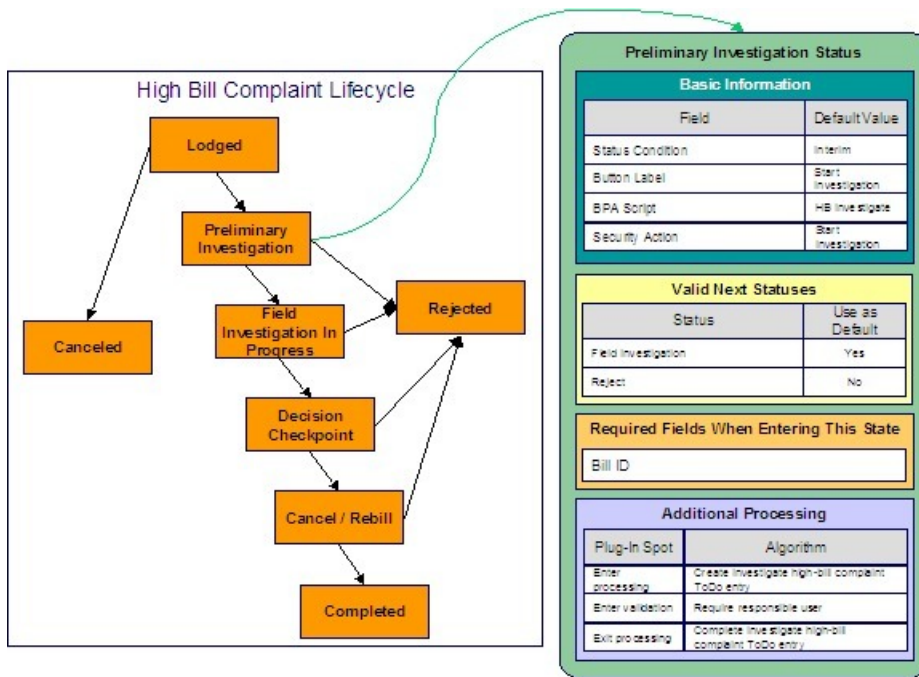 High Bill Complaint Lifecycle
Lodged
Preliminary
Investigation
Field
Investigation In
Progress
Rejected
Canceled
Decision
Checkpoint
Cancel / Rebill
Completed
Preliminary Investigation Status
Basic Information
Field Default Value
Status Condition Interim
Button Label Start
Investigation
BPA Script HB Investigate
Security Action Start
Investigation
Valid Next Statuses
Status Use as
Default
Field Investigation Yes
Reject No
Required Fields When Entering This State
Bill ID
Additional Processing
Plug-In Spot Algorithm
Enter
processing
Create Investigate high-bill complaint
ToDo entry
Enter validation Require responsible user
Exit processing Complete Investigate high-bill
complaint ToDo entry